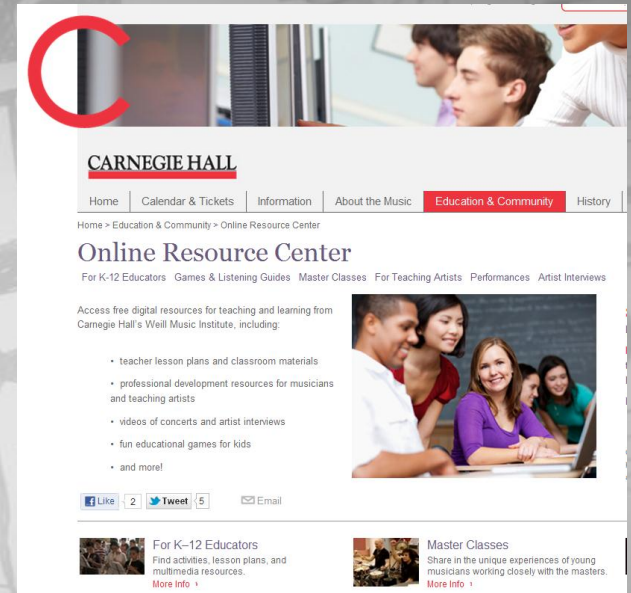 CARNEGIE HALL
Home Calendar & Tickets Information About the Music Education & Community History
Home > Education & Community > Online Resource Center
Online Resource Center
For K-12 Educators Games & Listening Guides Master Classes For Teaching Artists Performances Artist Interviews
Access free digital resources for teaching and learning from
Carnegie Hall's Weill Music Institute, including:
• teacher lesson plans and classroom materials
• professional development resources for musicians
and teaching artists
• videos of concerts and artist interviews
• fun educational games for kids
• and more!
Like 2 Tweet 5 Email
For K–12 Educators
Find activities, lesson plans, and
multimedia resources.
More Info ›
Master Classes
Share in the unique experiences of young
musicians working closely with the masters.
More Info ›